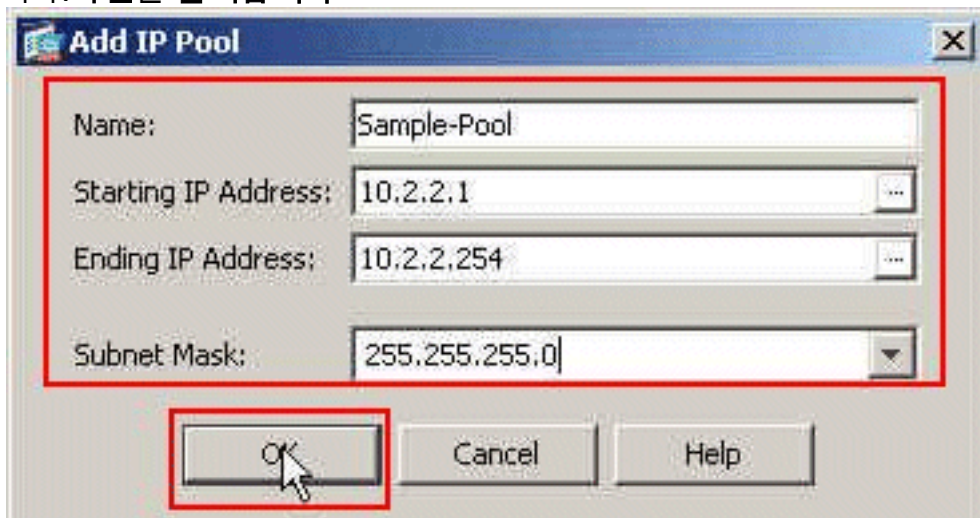 Add IP Pool
Name: Sample-Pool
Starting IP Address: 10.2.2.1 ...
Ending IP Address: 10.2.2.254 ...
Subnet Mask: 255.255.255.0
OK Cancel Help